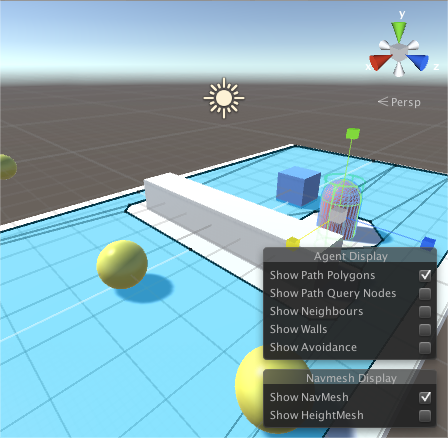 y
x
z
Persp
Agent Display
Show Path Polygons
Show Path Query Nodes
Show Neighbours
Show Walls
Show Avoidance
Navmesh Display
Show NavMesh
Show HeightMesh